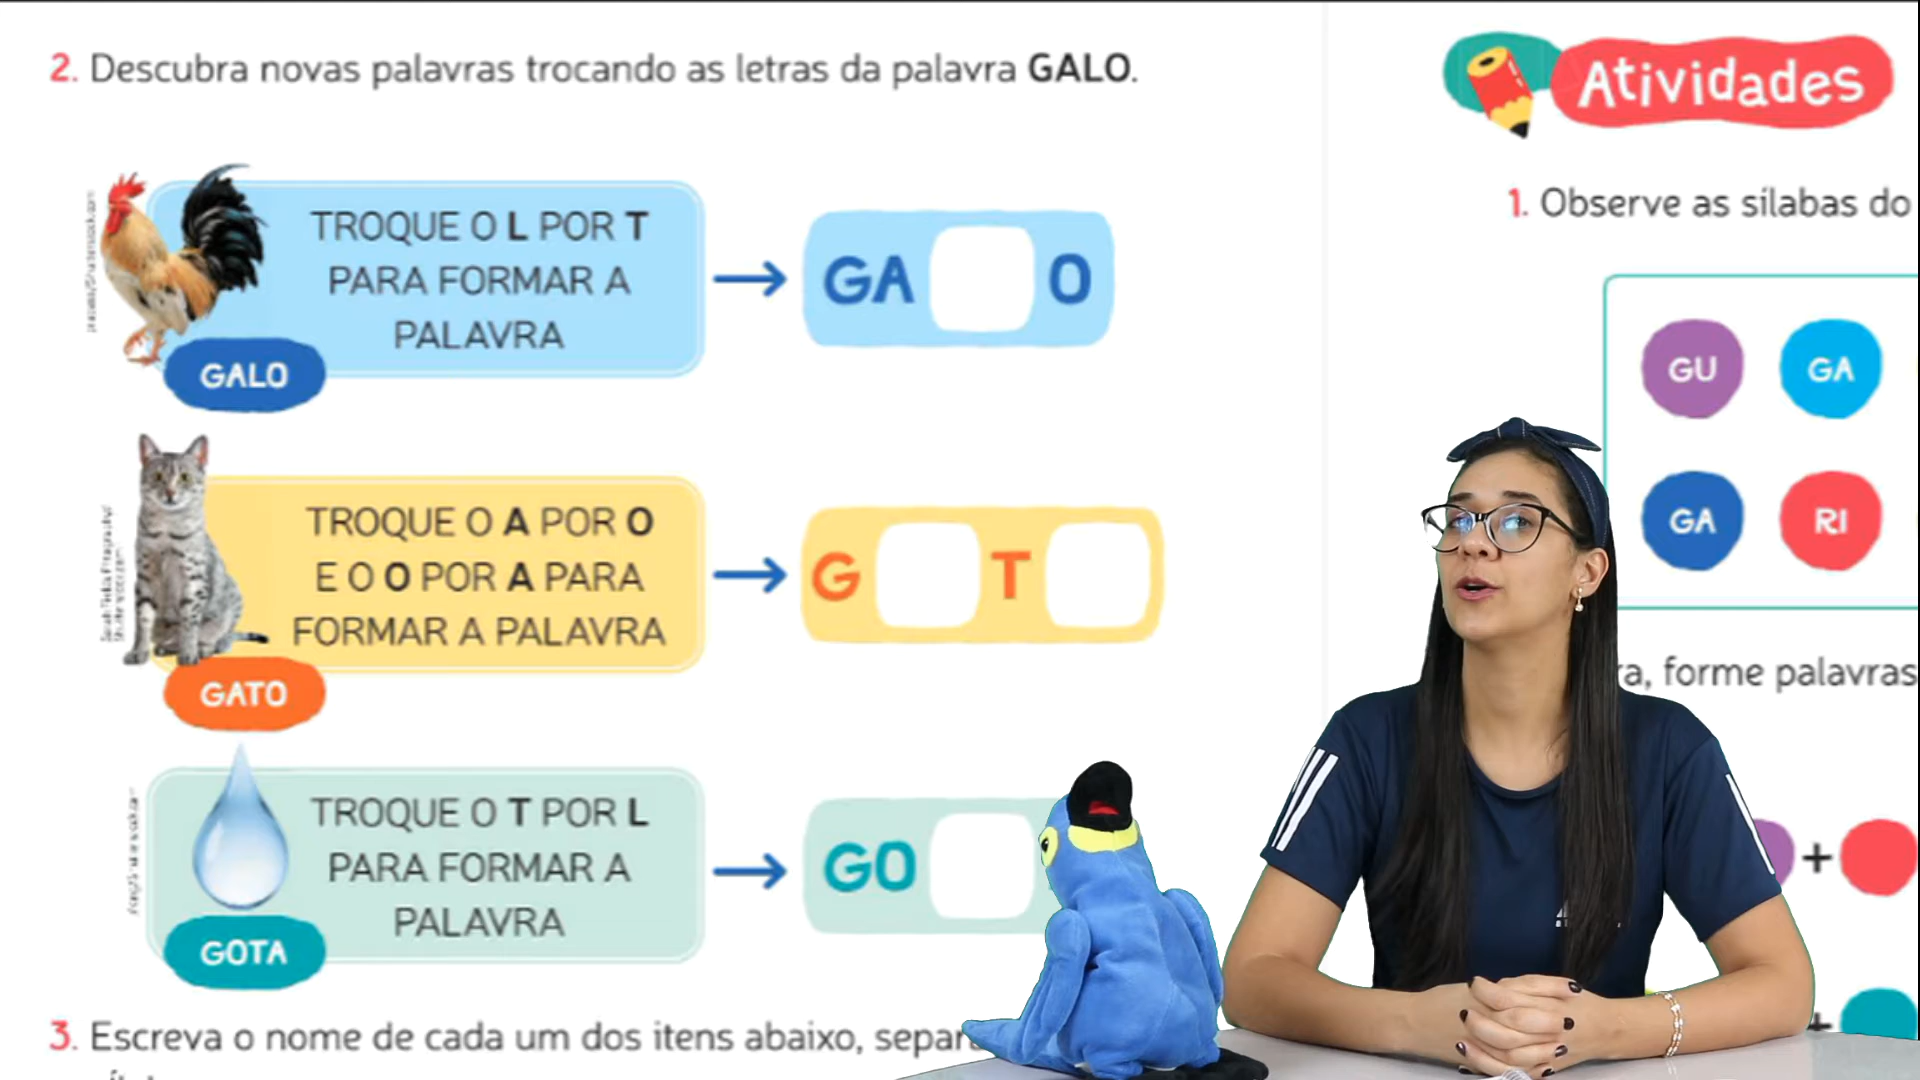 2. Descubra novas palavras trocando as letras da palavra GALO.
TROQUE O L POR T
PARA FORMAR A
PALAVRA
GALO
GA O
TROQUE O A POR O
E O O POR A PARA
FORMAR A PALAVRA
GATO
G T
TROQUE O T POR L
PARA FORMAR A
PALAVRA
GOTA
GO
3. Escreva o nome de cada um dos itens abaixo,
Atividades
1. Observe as sílabas do
GU GA
GA RI
forme palavras
+
+